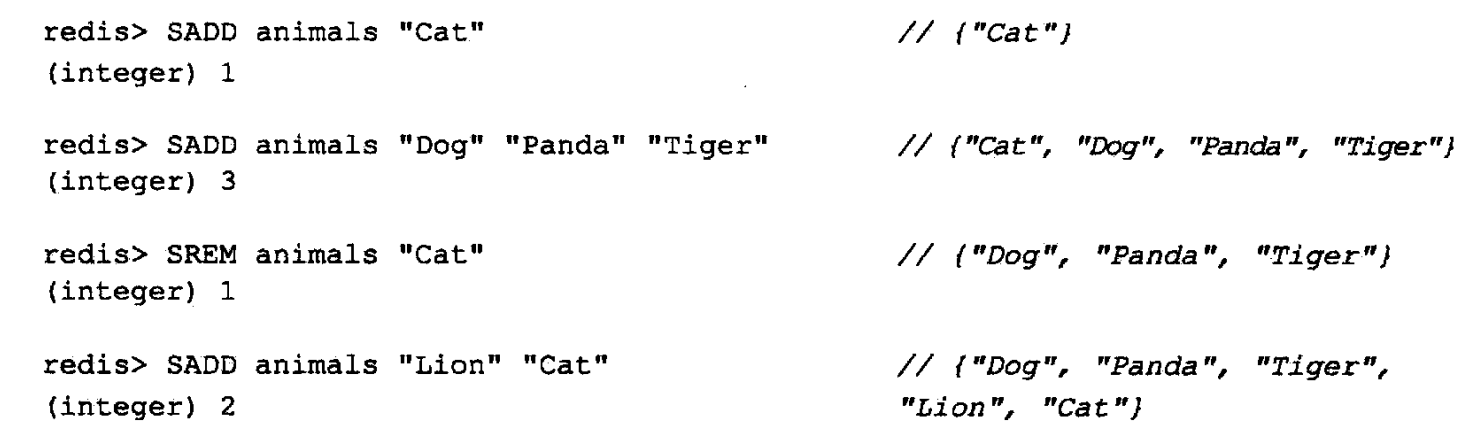 redis> SADD animals "Cat" // {"Cat"}
(integer) 1
redis> SADD animals "Dog" "Panda" "Tiger" // {"Cat", "Dog", "Panda", "Tiger"}
(integer) 3
redis> SREM animals "Cat" // {"Dog", "Panda", "Tiger"}
(integer) 1
redis> SADD animals "Lion" "Cat" // {"Dog", "Panda", "Tiger",
(integer) 2 "Lion", "Cat"}